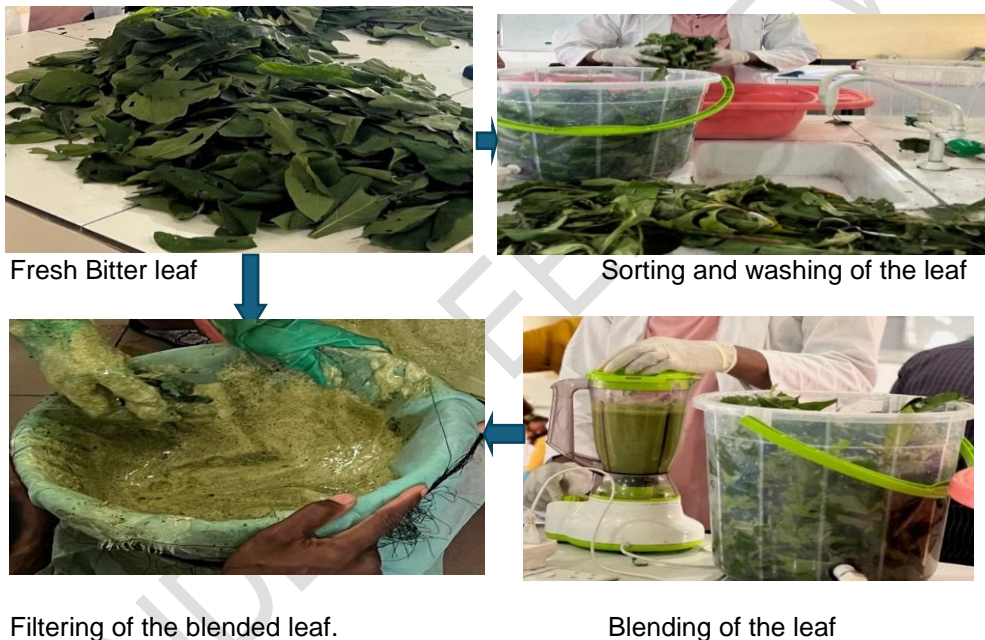 Fresh Bitter leaf
Sorting and washing of the leaf
Filtering of the blended leaf.
Blending of the leaf